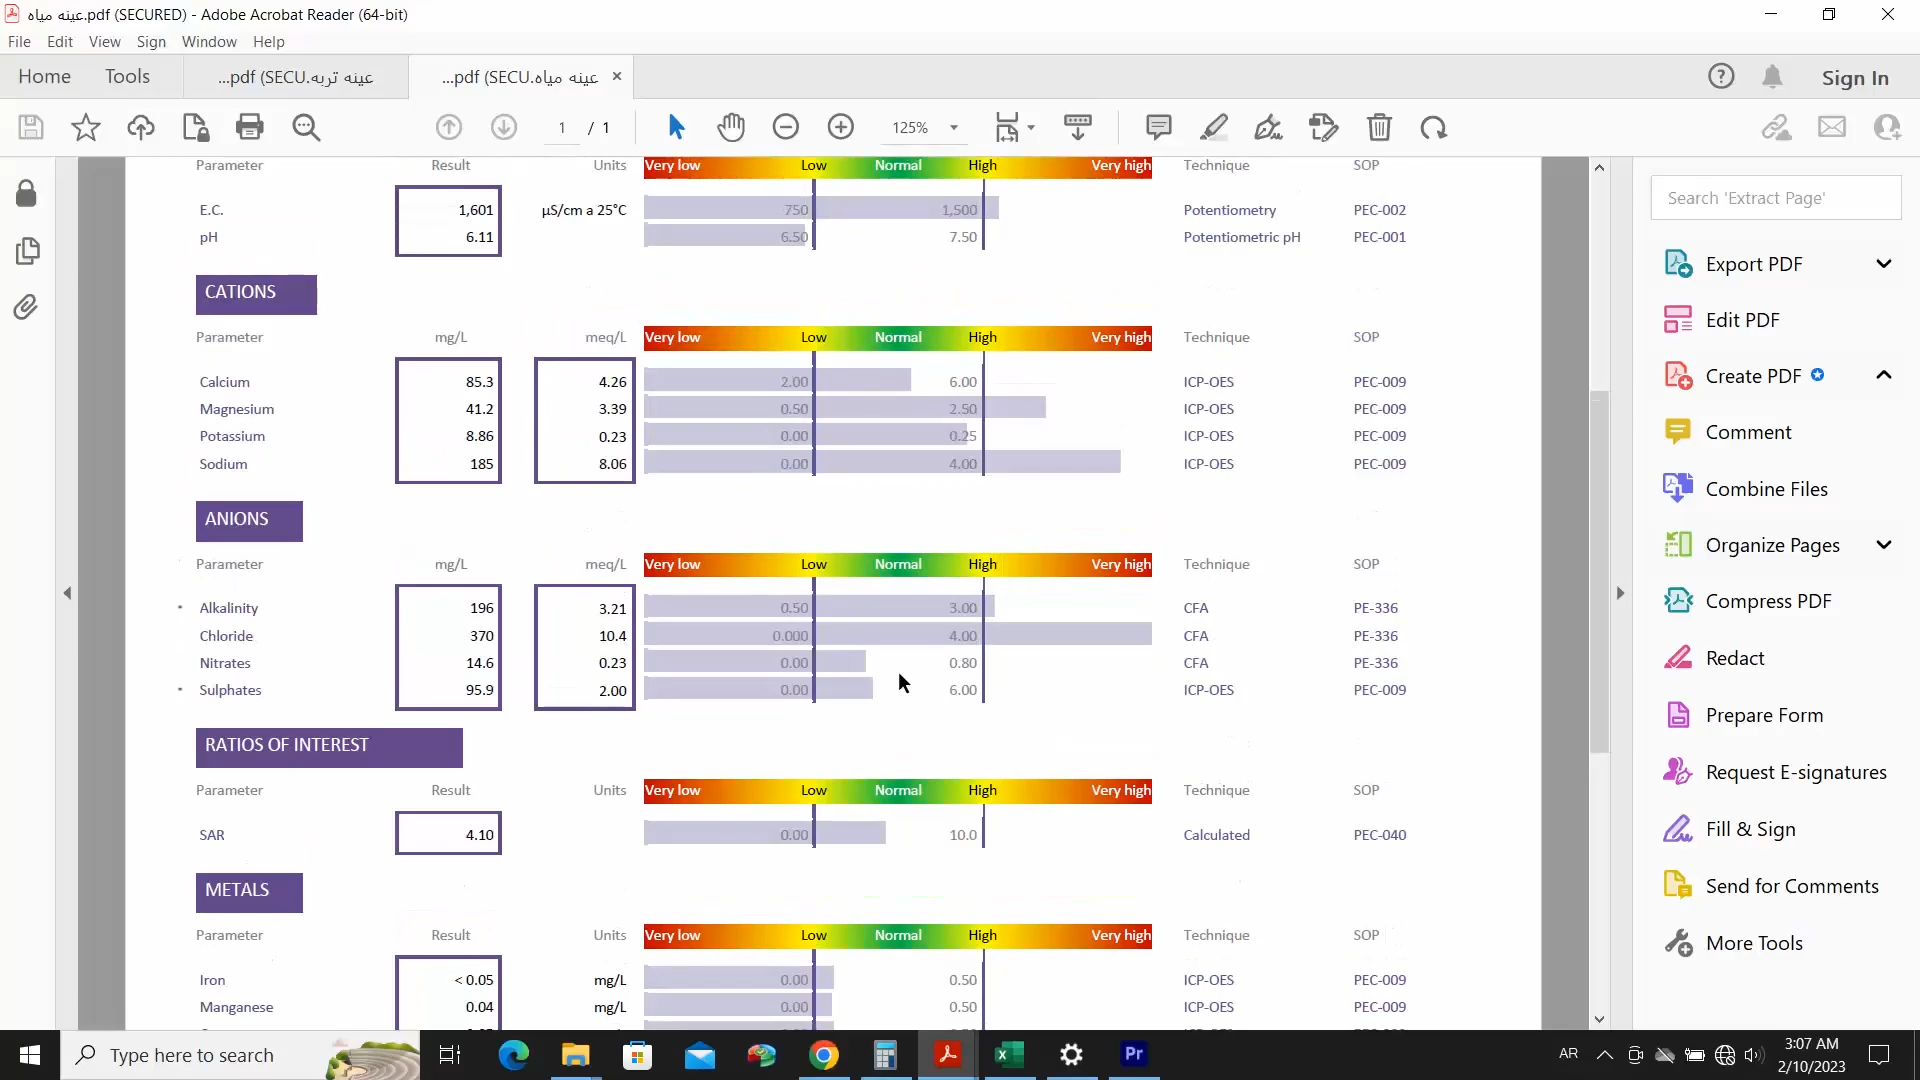 عينه مياه.pdf (SECURED) - Adobe Acrobat Reader (64-bit)
File Edit View Sign Window Help
Home Tools ...pdf (SECU.عينه تربه ...pdf (SECU.عينه مياه × Sign In
1 / 1 125%
Parameter Result Units Very low Low Normal High Very high Technique SOP
E.C. 1,601 µS/cm a 25°C 750 1,500 Potentiometry PEC-002
pH 6.11 6.50 7.50 Potentiometric pH PEC-001
CATIONS
Parameter mg/L meq/L Very low Low Normal High Very high Technique SOP
Calcium 85.3 4.26 2.00 6.00 ICP-OES PEC-009
Magnesium 41.2 3.39 0.50 2.50 ICP-OES PEC-009
Potassium 8.86 0.23 0.00 0.25 ICP-OES PEC-009
Sodium 185 8.06 0.00 4.00 ICP-OES PEC-009
ANIONS
Parameter mg/L meq/L Very low Low Normal High Very high Technique SOP
* Alkalinity 196 3.21 0.50 3.00 CFA PE-336
Chloride 370 10.4 0.000 4.00 CFA PE-336
Nitrates 14.6 0.23 0.00 0.80 CFA PE-336
* Sulphates 95.9 2.00 0.00 6.00 ICP-OES PEC-009
RATIOS OF INTEREST
Parameter Result Units Very low Low Normal High Very high Technique SOP
SAR 4.10 0.00 10.0 Calculated PEC-040
METALS
Parameter Result Units Very low Low Normal High Very high Technique SOP
Iron < 0.05 mg/L 0.00 0.50 ICP-OES PEC-009
Manganese 0.04 mg/L 0.00 0.50 ICP-OES PEC-009
Search 'Extract Page'
Export PDF
Edit PDF
Create PDF
Comment
Combine Files
Organize Pages
Compress PDF
Redact
Prepare Form
Request E-signatures
Fill & Sign
Send for Comments
More Tools
Type here to search
Pr
AR
3:07 AM
2/10/2023